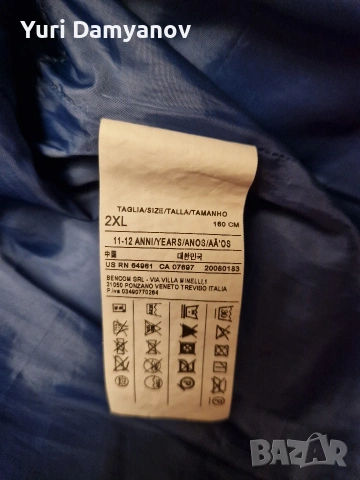 Yuri Damyanov
TAGLIA/SIZE/TALLA/TAMANHO
2XL 160 CM
11-12 ANNI/YEARS/ANOS/AÃ'OS
中国 대한민국
US RN 64961 CA 07697 20080183
BENCOM SRL - VIA VILLA MINELLI,1
31050 PONZANO VENETO TREVISO ITALIA
P.iva 03490770264
BAZAR